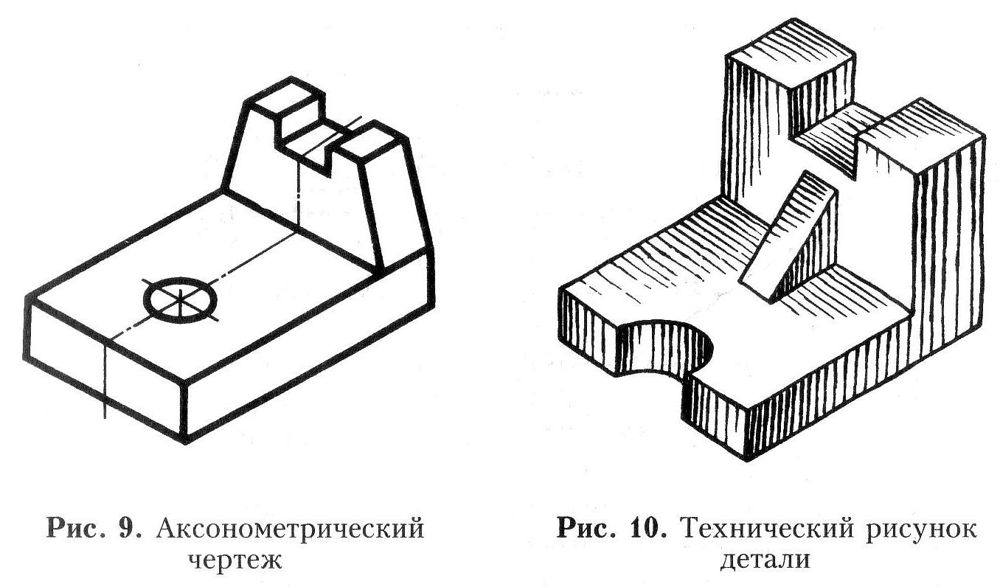 Рис. 9. Аксонометрический
чертеж
Рис. 10. Технический рисунок
детали